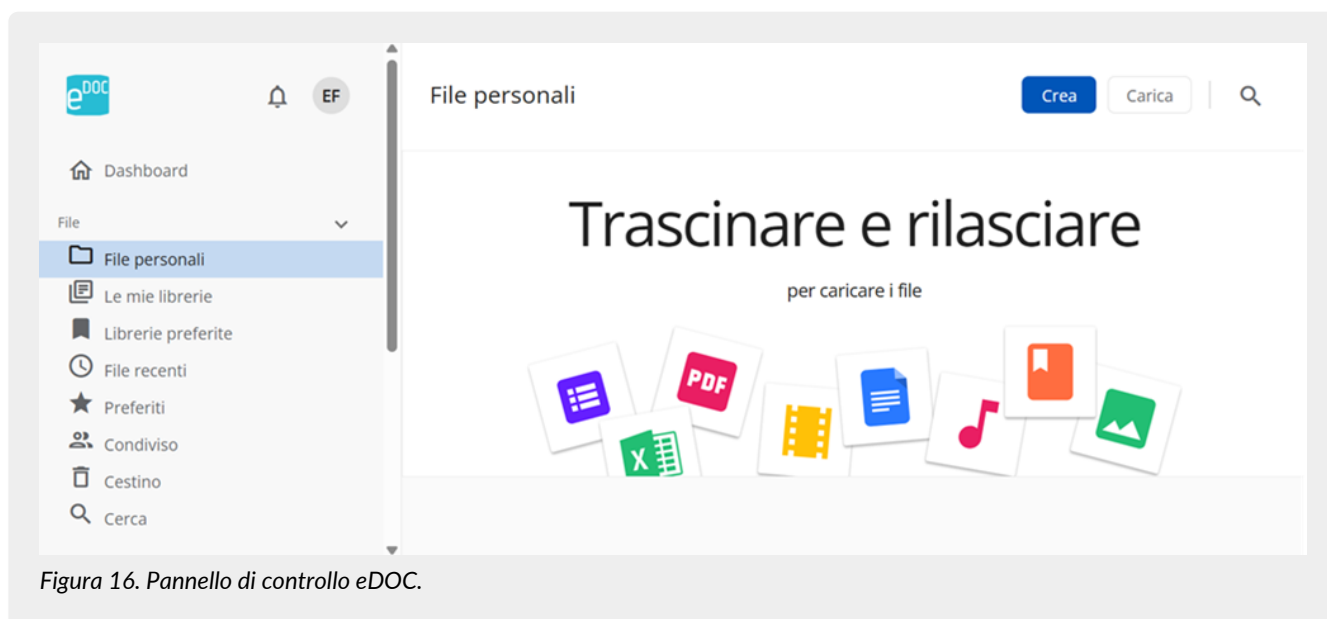 eDOC
EF
Dashboard
File
File personali
Le mie librerie
Librerie preferite
File recenti
Preferiti
Condiviso
Cestino
Cerca
File personali
Crea
Carica
Trascinare e rilasciare
per caricare i file
PDF
X
Figura 16. Pannello di controllo eDOC.